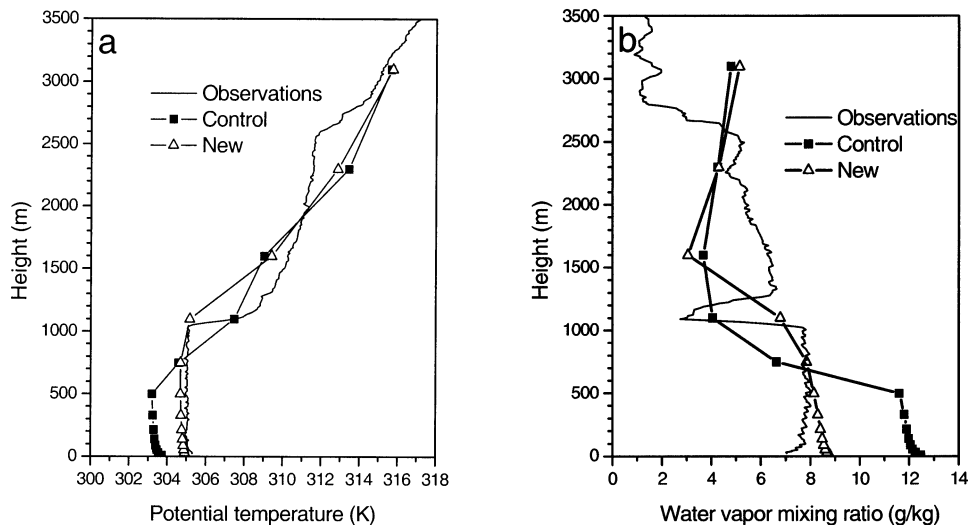 a
3500
3000
2500
2000
1500
1000
500
0
Height (m)
Observations
Control
New
300 302 304 306 308 310 312 314 316 318
Potential temperature (K)
b
3500
3000
2500
2000
1500
1000
500
0
Height (m)
Observations
Control
New
0 2 4 6 8 10 12 14
Water vapor mixing ratio (g/kg)